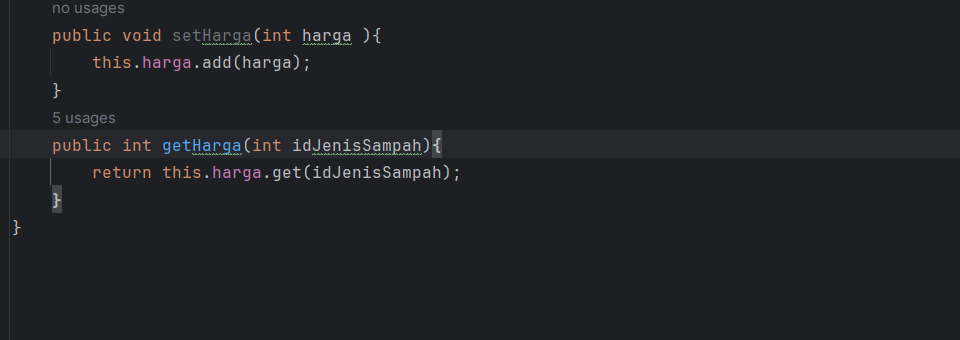 no usages
public void setHarga(int harga ){
this.harga.add(harga);
}
5 usages
public int getHarga(int idJenisSampah){
return this.harga.get(idJenisSampah);
}
}